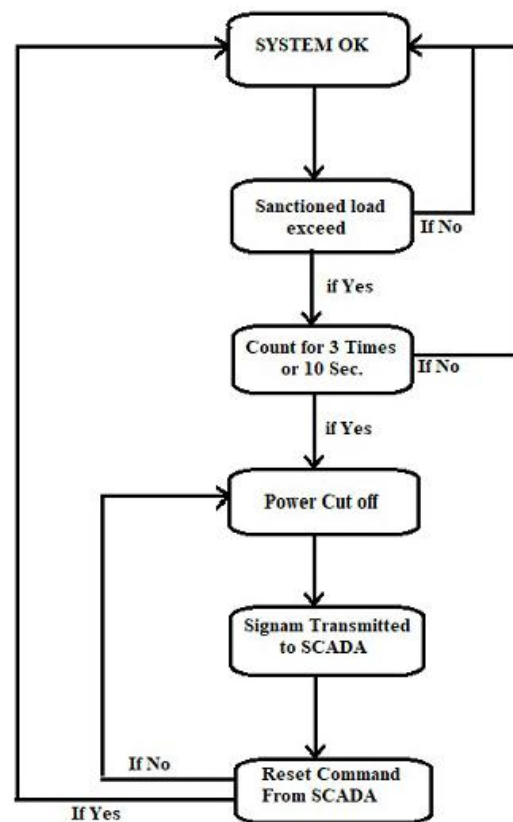 SYSTEM OK
Sanctioned load
exceed
If No
if Yes
Count for 3 Times
or 10 Sec.
If No
if Yes
Power Cut off
Signam Transmitted
to SCADA
If No
Reset Command
From SCADA
If Yes